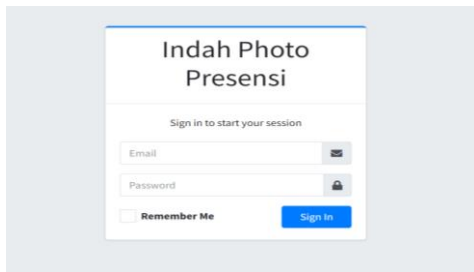 Indah Photo
Presensi
Sign in to start your session
Email
Password
Remember Me
Sign In